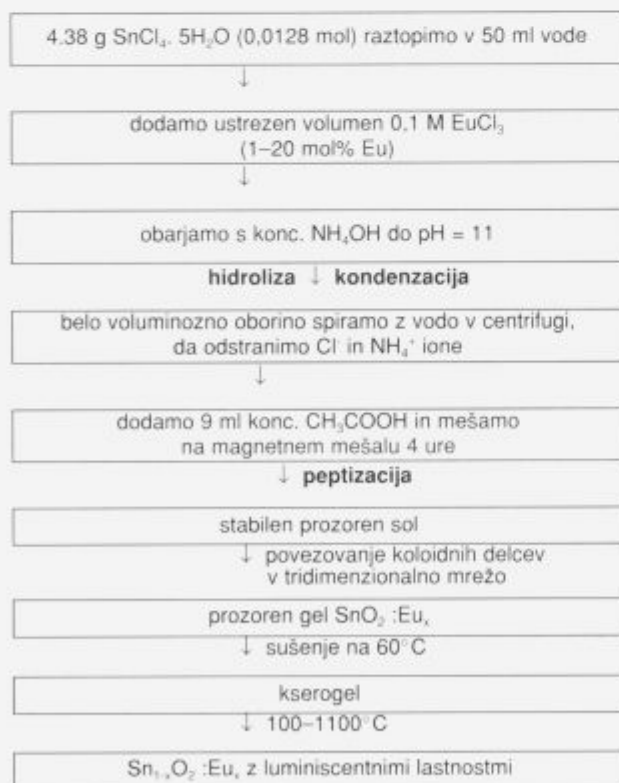 4.38 g SnCl₄. 5H₂O (0,0128 mol) raztopimo v 50 ml vode
↓
dodamo ustrezen volumen 0,1 M EuCl₃
(1–20 mol% Eu)
↓
obarjamo s konc. NH₄OH do pH = 11
hidroliza ↓ kondenzacija
belo voluminozno oborino spiramo z vodo v centrifugi,
da odstranimo Cl⁻ in NH₄⁺ ione
↓
dodamo 9 ml konc. CH₃COOH in mešamo
na magnetnem mešalu 4 ure
↓ peptizacija
stabilen prozoren sol
↓ povezovanje koloidnih delcev
v tridimenzionalno mrežo
prozoren gel SnO₂ :Euₓ
↓ sušenje na 60°C
kserogel
↓ 100–1100°C
Sn₁₋ₓO₂ :Euₓ z luminiscentnimi lastnostmi